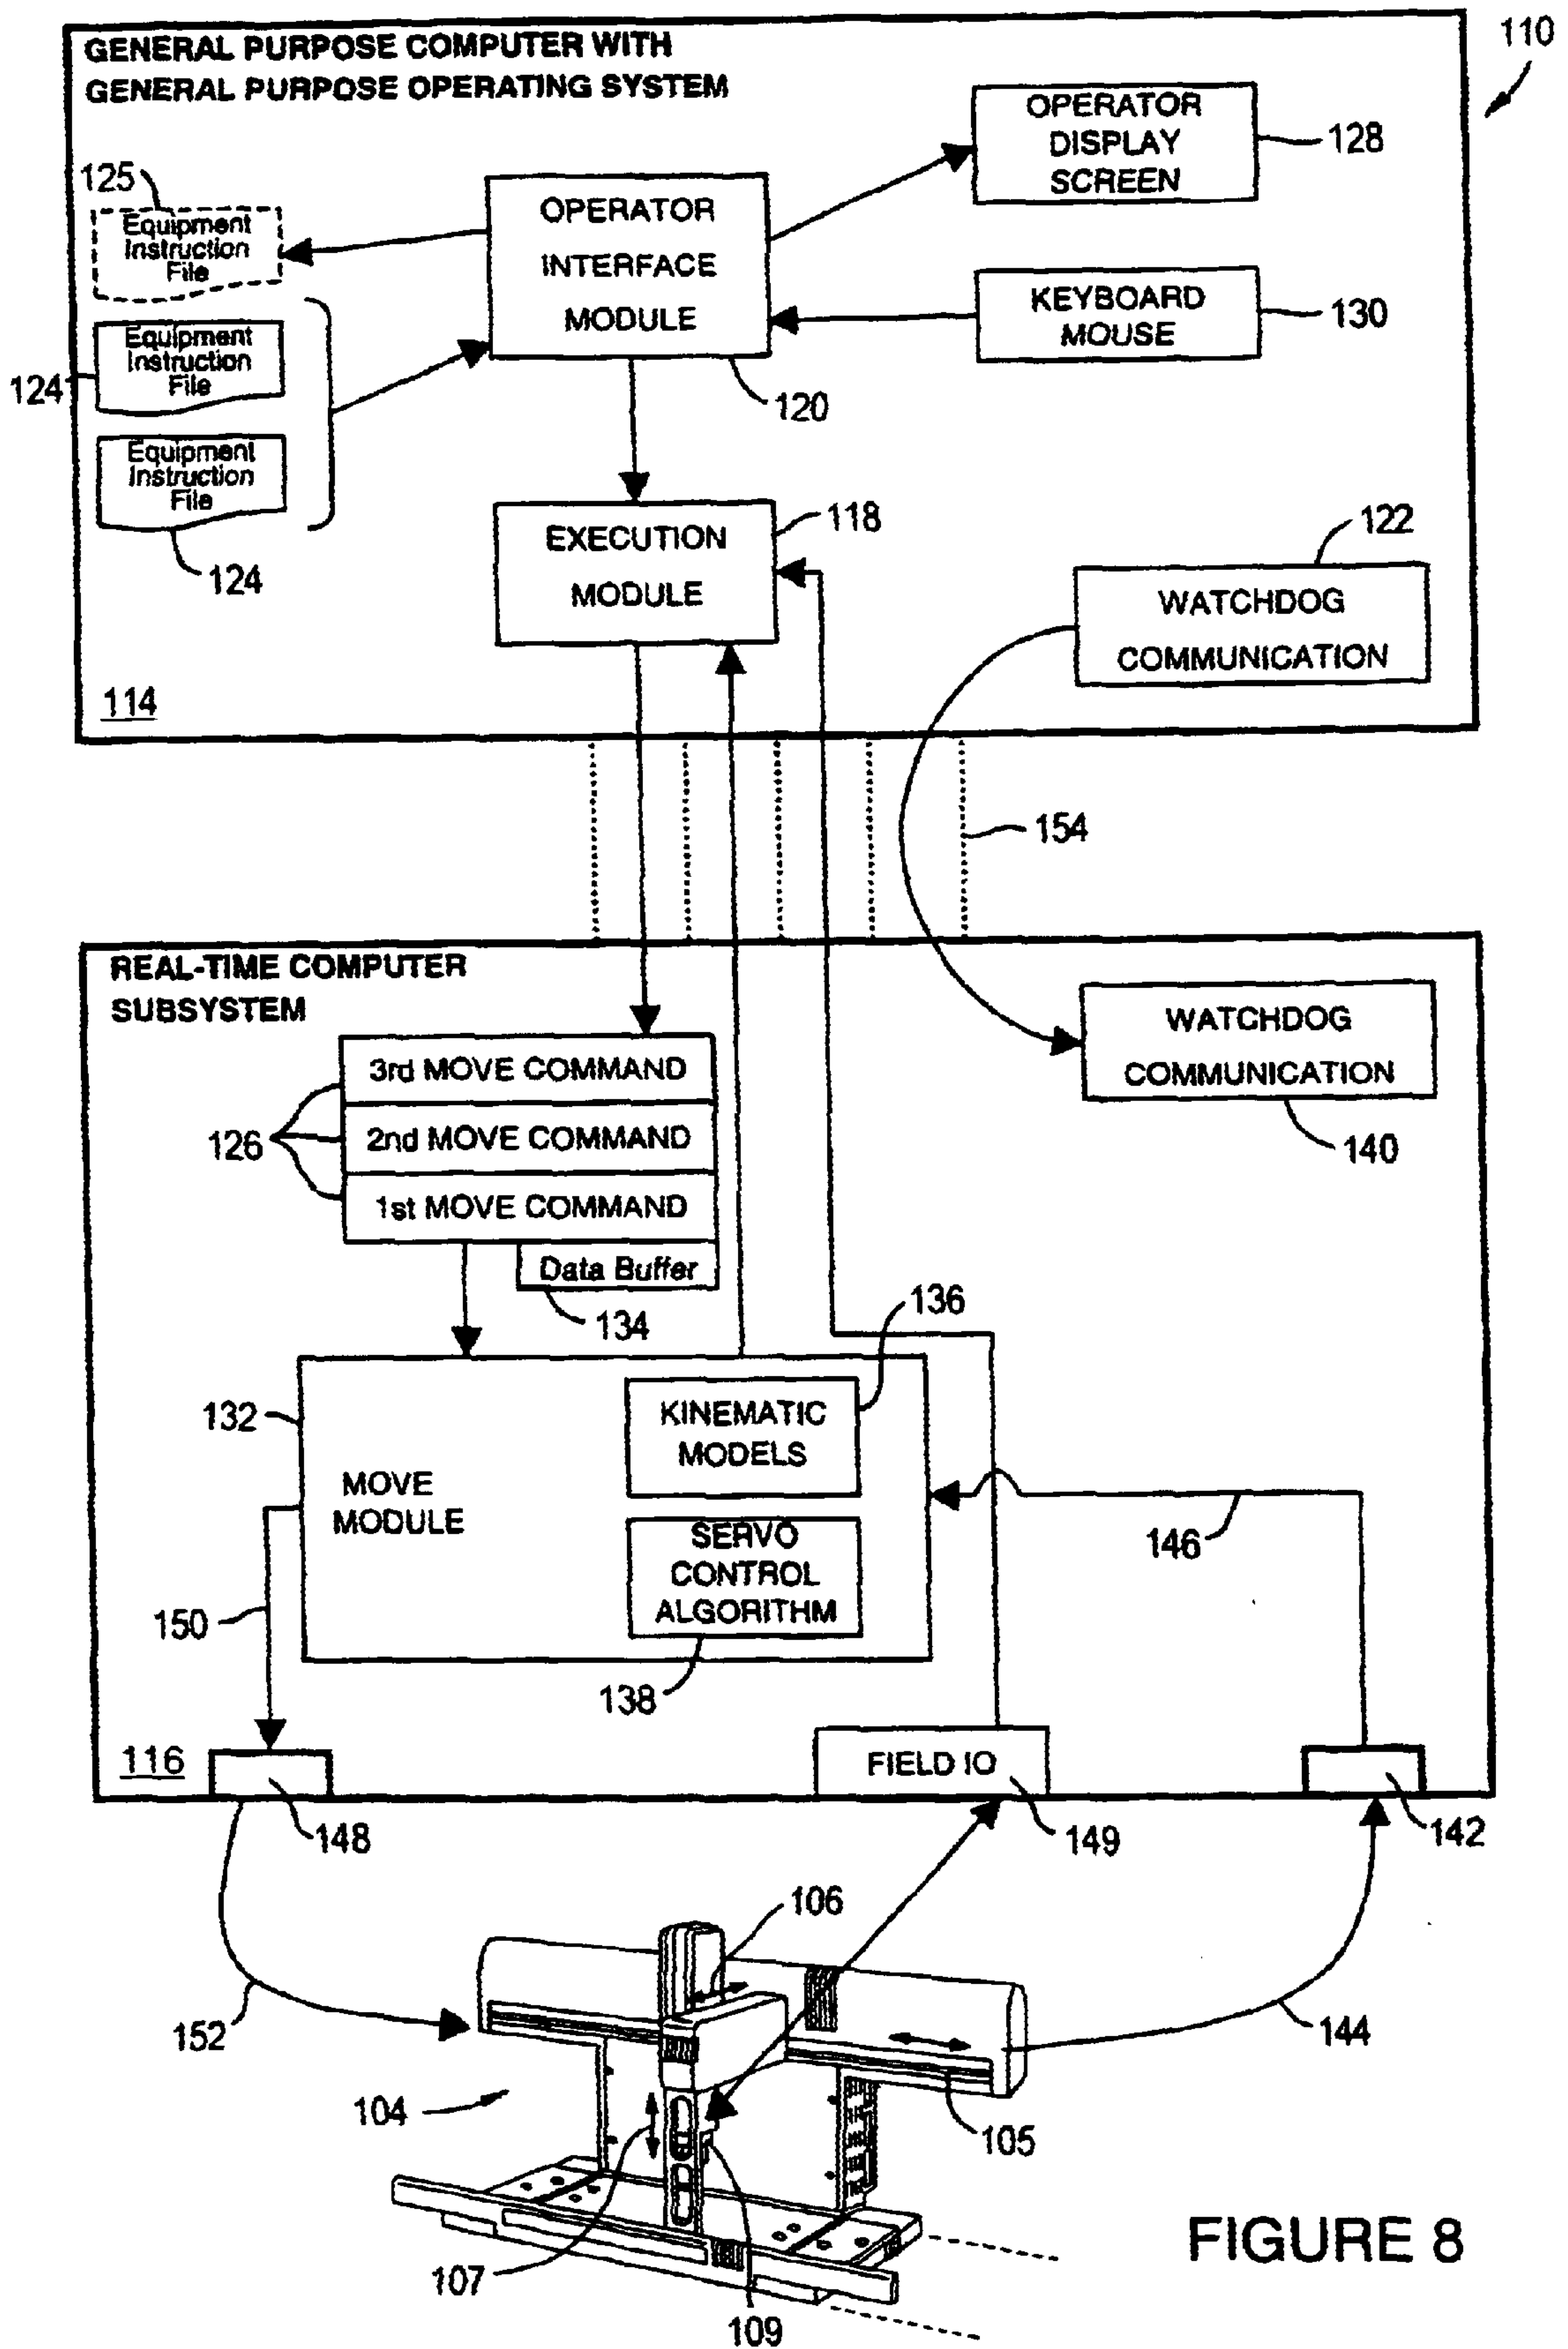 110
GENERAL PURPOSE COMPUTER WITH
GENERAL PURPOSE OPERATING SYSTEM
OPERATOR
DISPLAY
SCREEN
128
125
Equipment
Instruction
File
OPERATOR
INTERFACE
MODULE
KEYBOARD
MOUSE
130
Equipment
Instruction
File
124
120
Equipment
Instruction
File
124
EXECUTION
MODULE
118
122
WATCHDOG
COMMUNICATION
114
154
REAL-TIME COMPUTER
SUBSYSTEM
WATCHDOG
COMMUNICATION
140
3rd MOVE COMMAND
2nd MOVE COMMAND
1st MOVE COMMAND
126
Data Buffer
134
136
132
MOVE
MODULE
KINEMATIC
MODELS
SERVO
CONTROL
ALGORITHM
138
146
150
116
FIELD IO
148
149
142
106
152
144
104
105
107
109
FIGURE 8